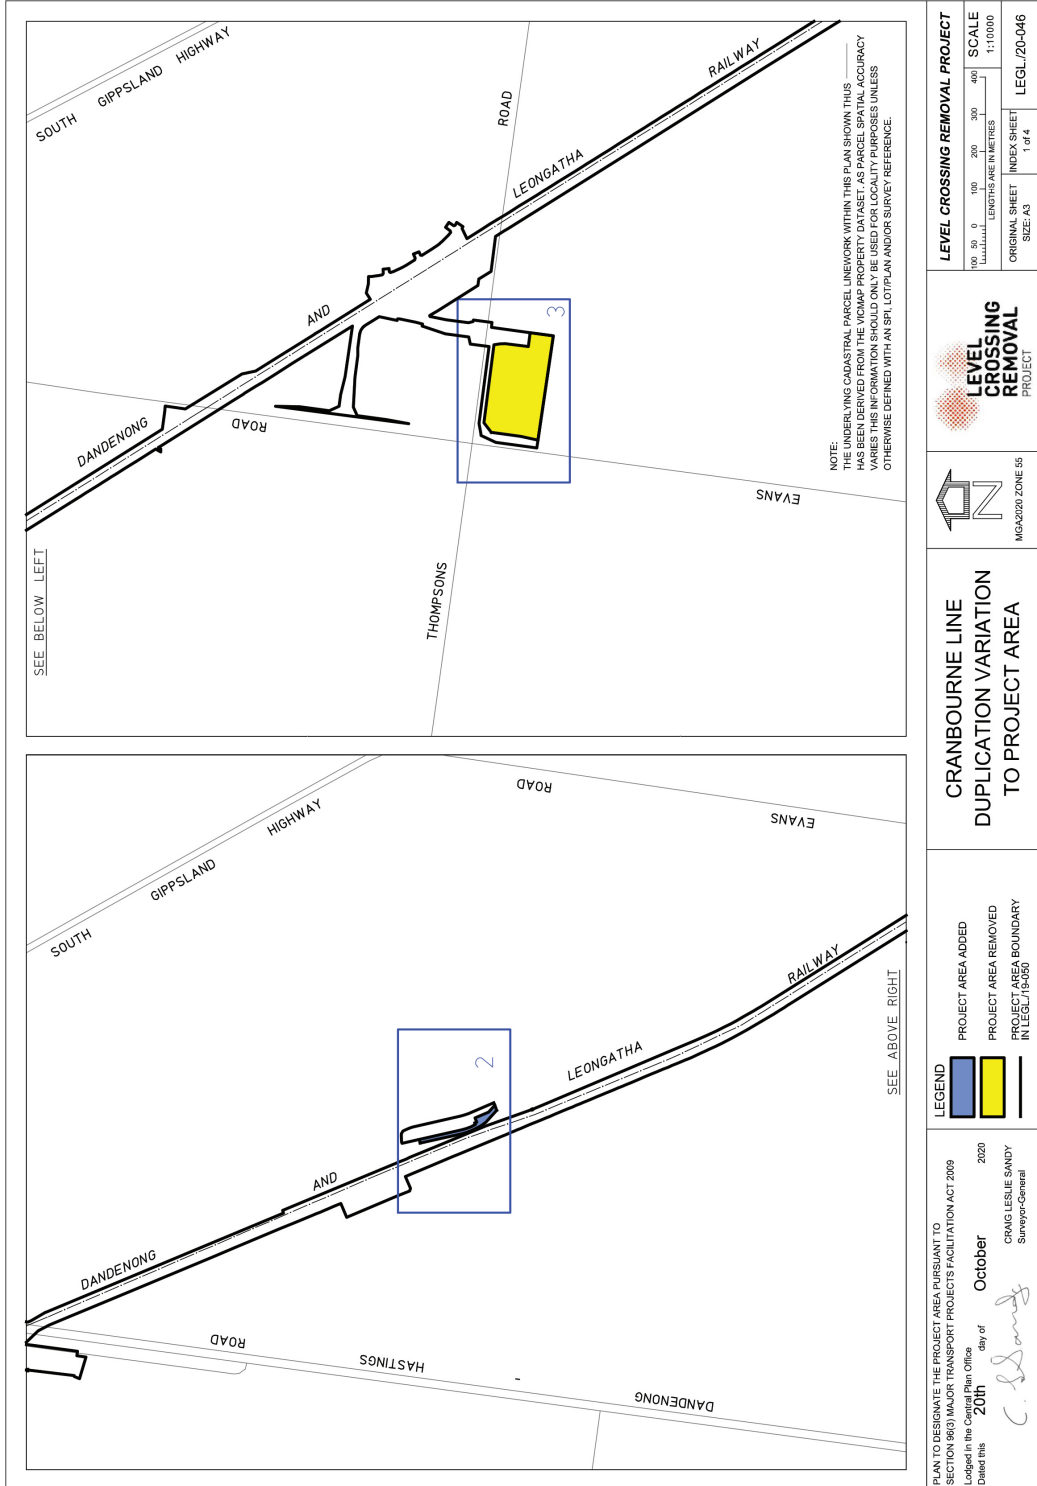 SOUTH GIPPSLAND HIGHWAY
DANDENONG AND LEONGATHA RAILWAY
DANDENONG HASTINGS ROAD
EVANS ROAD
2
SEE ABOVE RIGHT
SEE BELOW LEFT
SOUTH GIPPSLAND HIGHWAY
DANDENONG AND LEONGATHA RAILWAY
EVANS ROAD
THOMPSONS ROAD
3
NOTE:
THE UNDERLYING CADASTRAL PARCEL LINEWORK WITHIN THIS PLAN SHOWN THUS
HAS BEEN DERIVED FROM THE VICMAP PROPERTY DATASET. AS PARCEL SPATIAL ACCURACY
VARIES THIS INFORMATION SHOULD ONLY BE USED FOR LOCALITY PURPOSES UNLESS
OTHERWISE DEFINED WITH AN SPI, LOT/PLAN AND/OR SURVEY REFERENCE.
PLAN TO DESIGNATE THE PROJECT AREA PURSUANT TO
SECTION 96(3) MAJOR TRANSPORT PROJECTS FACILITATION ACT 2009
Lodged in the Central Plan Office
Dated this 20th day of October 2020
C. L. Sandy
CRAIG LESLIE SANDY
Surveyor-General
LEGEND
PROJECT AREA ADDED
PROJECT AREA REMOVED
PROJECT AREA BOUNDARY
IN LEGL./19-050
CRANBOURNE LINE
DUPLICATION VARIATION
TO PROJECT AREA
N
MGA2020 ZONE 55
LEVEL
CROSSING
REMOVAL
PROJECT
LEVEL CROSSING REMOVAL PROJECT
100 50 0 100 200 300 400
LENGTHS ARE IN METRES
SCALE
1:10000
ORIGINAL SHEET
SIZE: A3
INDEX SHEET
1 of 4
LEGL./20-046